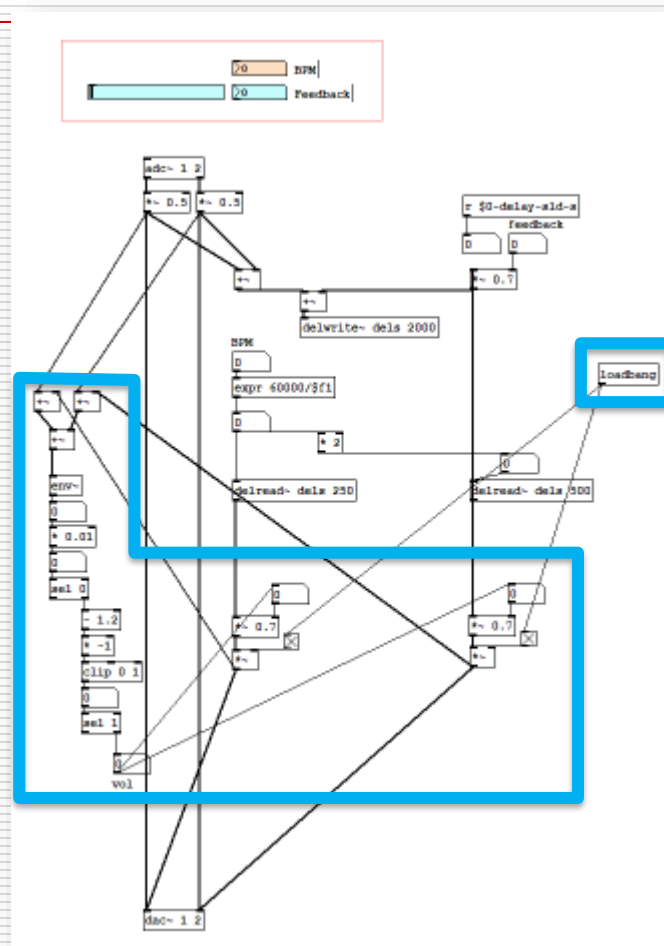 0 BPM
0 Feedback
adc~ 1 2
*~ 0.5 *~ 0.5
r $0-delay-sld-s
feedback
0 0
+~ *~ 0.7
+~
delwrite~ dels 2000
BPM
0
expr 60000/$f1
loadbang
0
+~ +~
* 2
+~
0
env~
delread~ dels 250 delread~ dels 500
0
* 0.01
0
sel 0
0 0
- 1.2
*~ 0.7 *~ 0.7
* -1
*~ *~
clip 0 1
0
sel 1
0
vol
dac~ 1 2